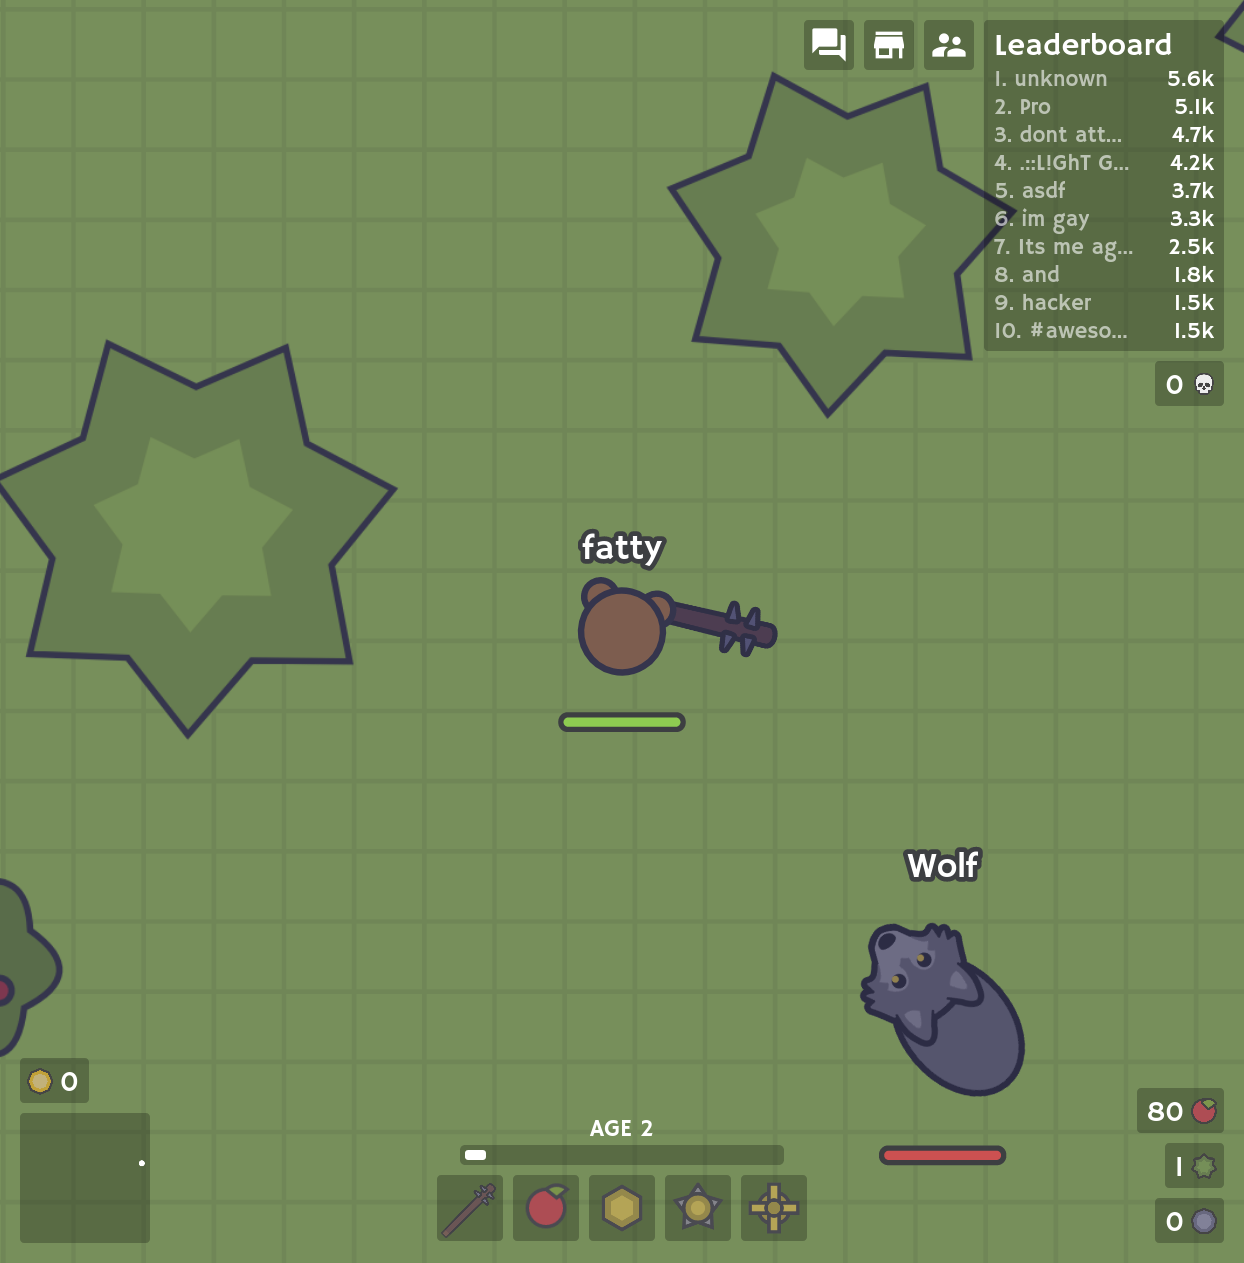 Leaderboard
1. unknown 5.6k
2. Pro 5.1k
3. dont att... 4.7k
4. .::L!GhT G... 4.2k
5. asdf 3.7k
6. im gay 3.3k
7. Its me ag... 2.5k
8. and 1.8k
9. hacker 1.5k
10. #aweso... 1.5k
0
fatty
Wolf
0
AGE 2
80
1
0